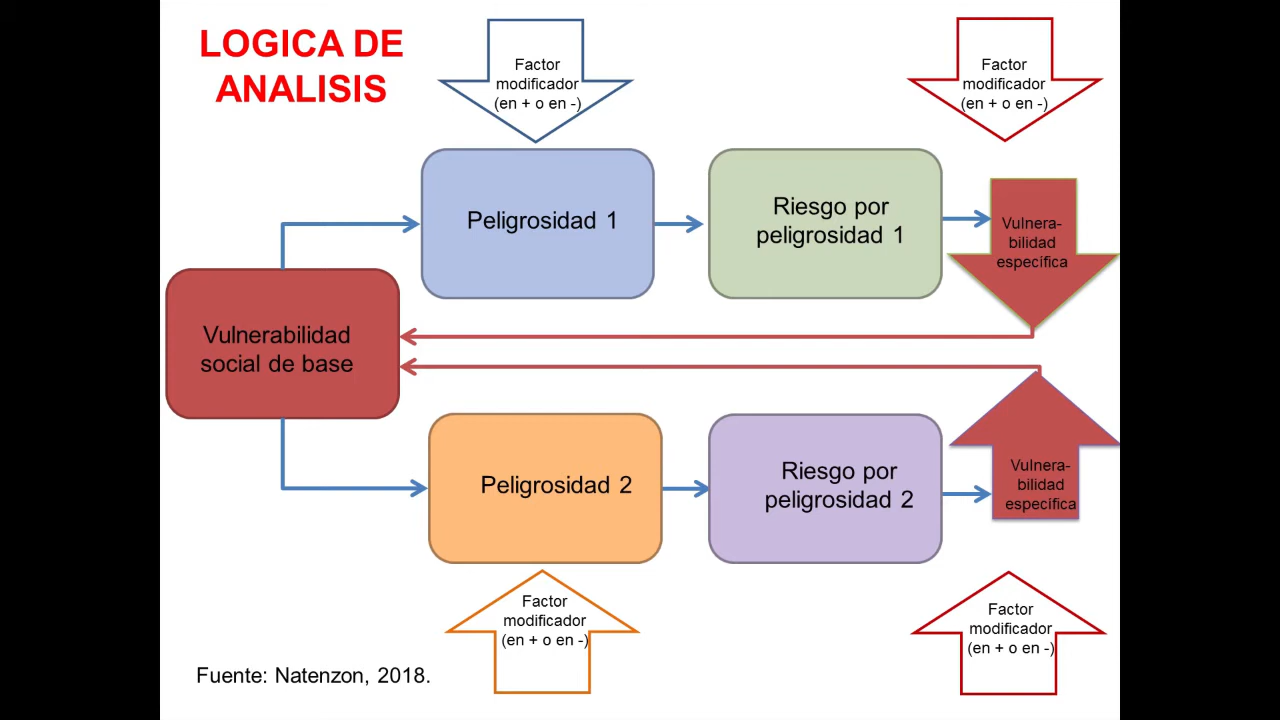 LOGICA DE
ANALISIS
Factor
modificador
(en + o en -)
Factor
modificador
(en + o en -)
Peligrosidad 1
Riesgo por
peligrosidad 1
Vulnera-
bilidad
específica
Vulnerabilidad
social de base
Peligrosidad 2
Riesgo por
peligrosidad 2
Vulnera-
bilidad
específica
Factor
modificador
(en + o en -)
Factor
modificador
(en + o en -)
Fuente: Natenzon, 2018.